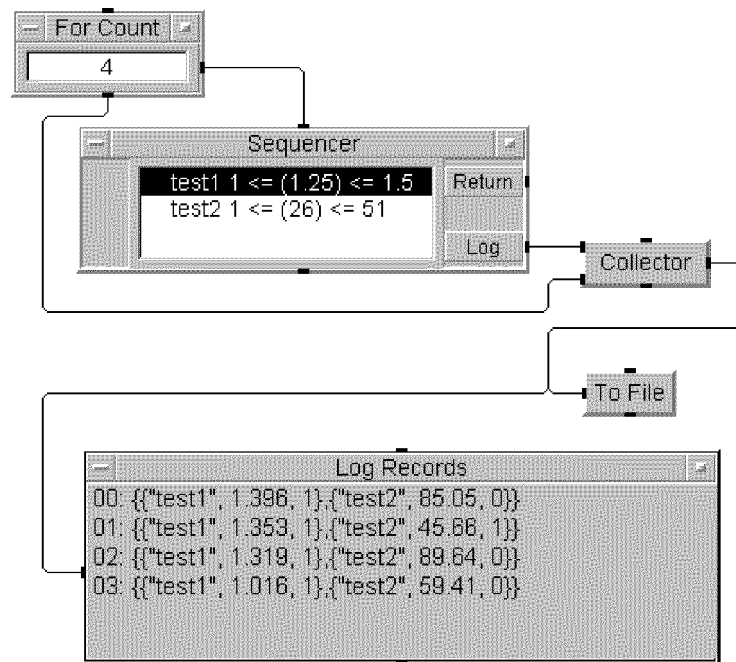 For Count
4
Sequencer
test1 1 <= (1.25) <= 1.5
test2 1 <= (26) <= 51
Return
Log
Collector
To File
Log Records
00: {{"test1", 1.396, 1},{"test2", 85.05, 0}}
01: {{"test1", 1.353, 1},{"test2", 45.66, 1}}
02: {{"test1", 1.319, 1},{"test2", 89.64, 0}}
03: {{"test1", 1.016, 1},{"test2", 59.41, 0}}